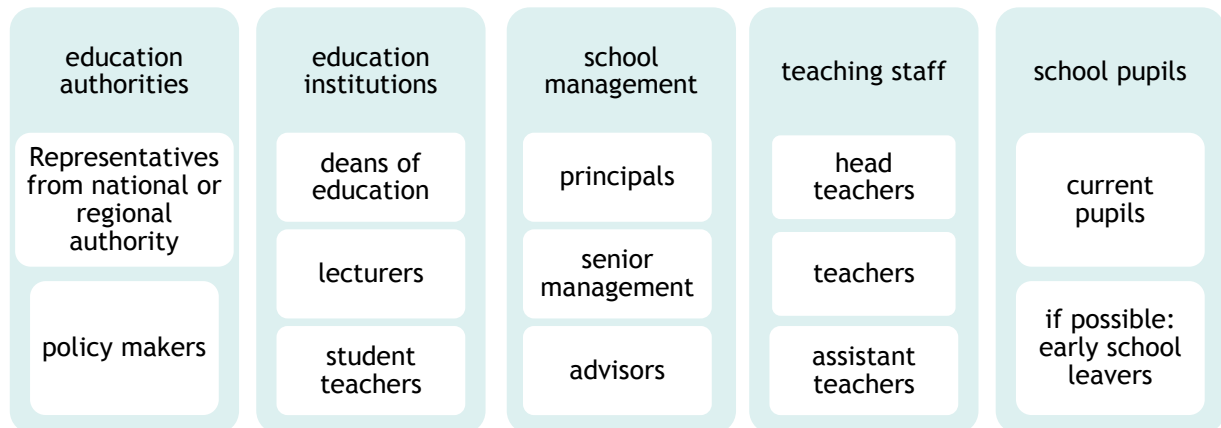 education
authorities
Representatives
from national or
regional
authority
policy makers
education
institutions
deans of
education
lecturers
student
teachers
school
management
principals
senior
management
advisors
teaching staff
head
teachers
teachers
assistant
teachers
school pupils
current
pupils
if possible:
early school
leavers